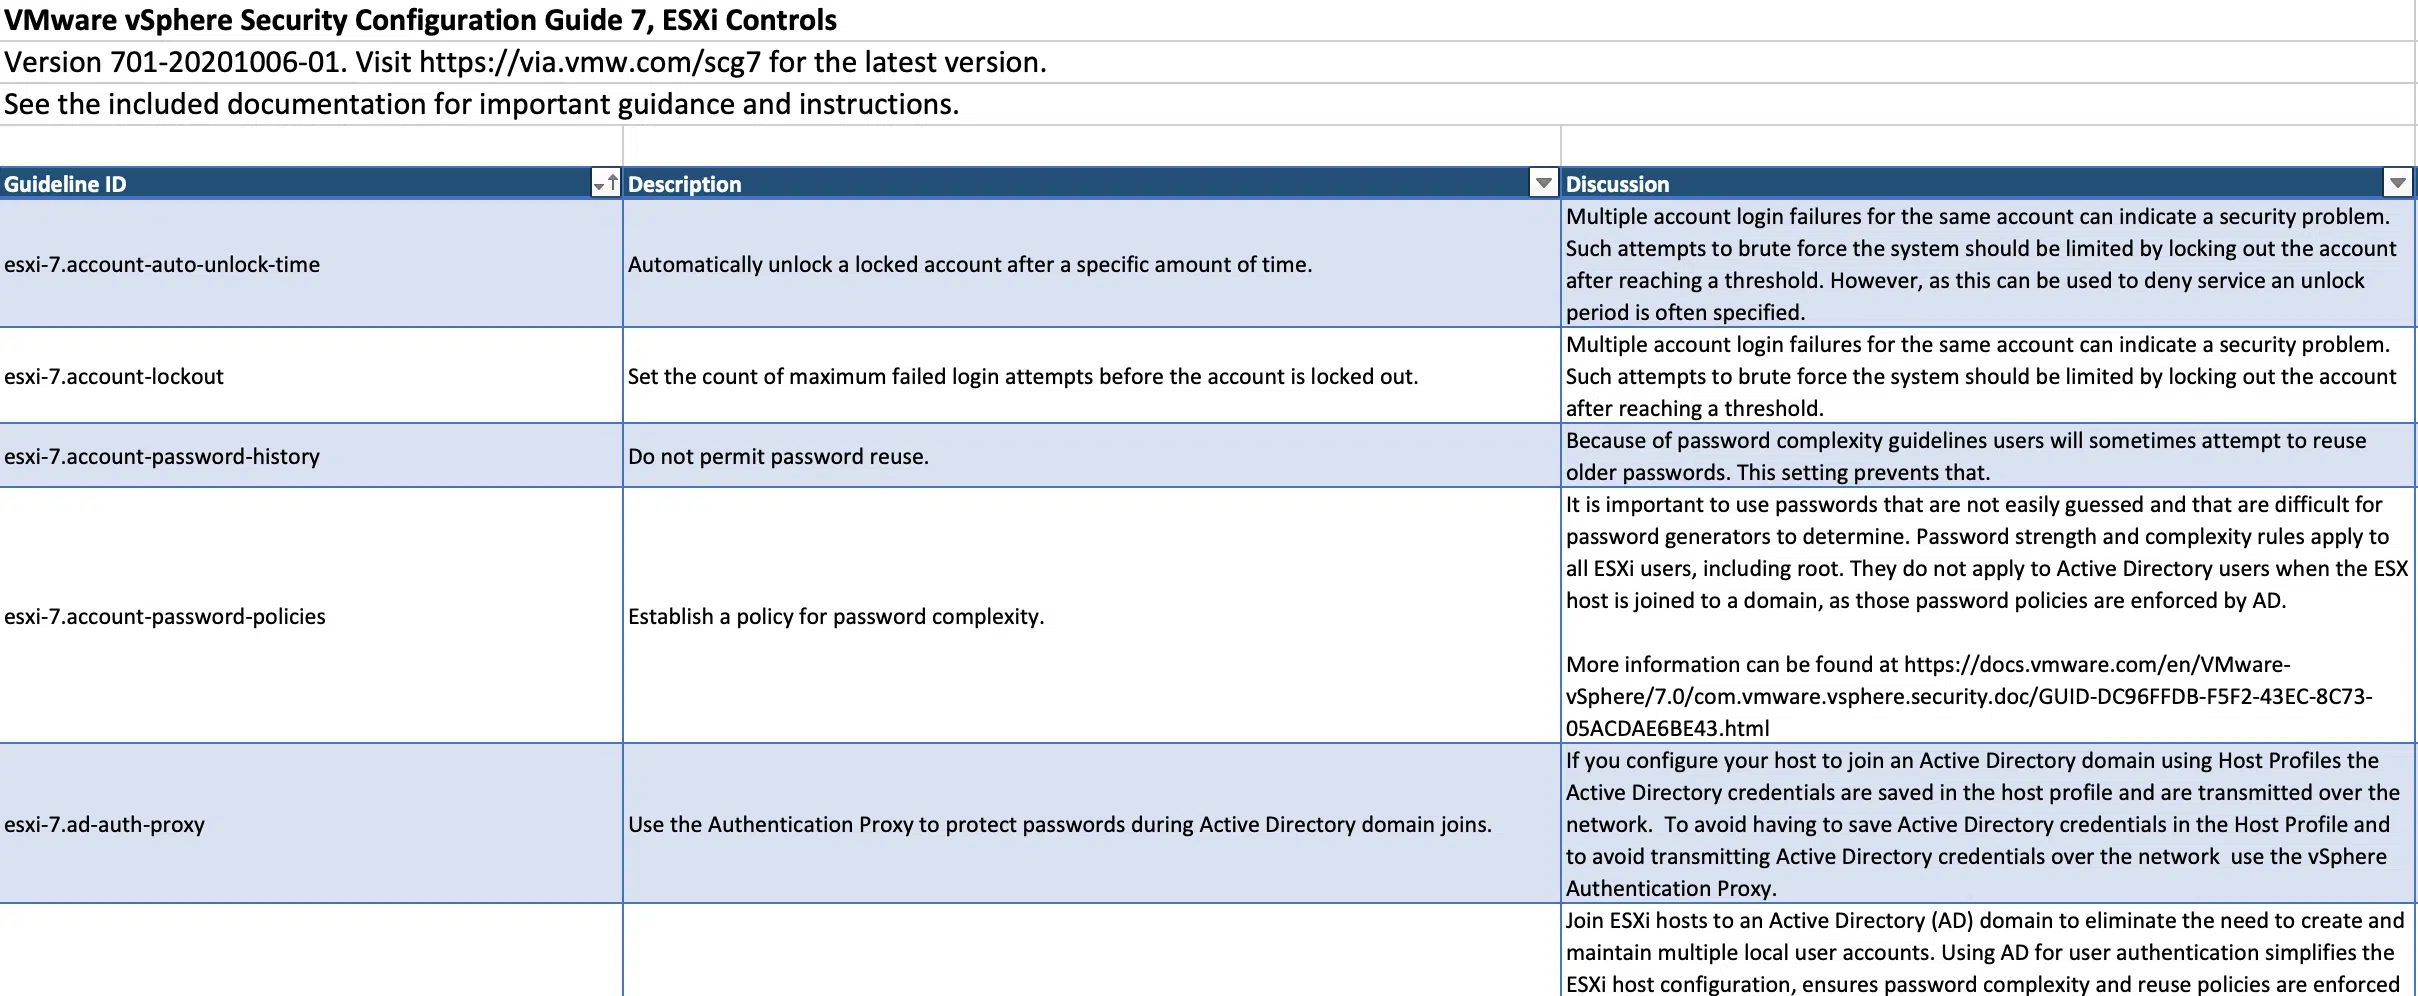 VMware vSphere Security Configuration Guide 7, ESXi Controls
Version 701-20201006-01. Visit https://via.vmw.com/scg7 for the latest version.
See the included documentation for important guidance and instructions.
Guideline ID
Description
Discussion
esxi-7.account-auto-unlock-time
Automatically unlock a locked account after a specific amount of time.
Multiple account login failures for the same account can indicate a security problem.
Such attempts to brute force the system should be limited by locking out the account
after reaching a threshold. However, as this can be used to deny service an unlock
period is often specified.
esxi-7.account-lockout
Set the count of maximum failed login attempts before the account is locked out.
Multiple account login failures for the same account can indicate a security problem.
Such attempts to brute force the system should be limited by locking out the account
after reaching a threshold.
esxi-7.account-password-history
Do not permit password reuse.
Because of password complexity guidelines users will sometimes attempt to reuse
older passwords. This setting prevents that.
esxi-7.account-password-policies
Establish a policy for password complexity.
It is important to use passwords that are not easily guessed and that are difficult for
password generators to determine. Password strength and complexity rules apply to
all ESXi users, including root. They do not apply to Active Directory users when the ESX
host is joined to a domain, as those password policies are enforced by AD.
More information can be found at https://docs.vmware.com/en/VMware-
vSphere/7.0/com.vmware.vsphere.security.doc/GUID-DC96FFDB-F5F2-43EC-8C73-
05ACDAE6BE43.html
esxi-7.ad-auth-proxy
Use the Authentication Proxy to protect passwords during Active Directory domain joins.
If you configure your host to join an Active Directory domain using Host Profiles the
Active Directory credentials are saved in the host profile and are transmitted over the
network.  To avoid having to save Active Directory credentials in the Host Profile and
to avoid transmitting Active Directory credentials over the network  use the vSphere
Authentication Proxy.
Join ESXi hosts to an Active Directory (AD) domain to eliminate the need to create and
maintain multiple local user accounts. Using AD for user authentication simplifies the
ESXi host configuration, ensures password complexity and reuse policies are enforced